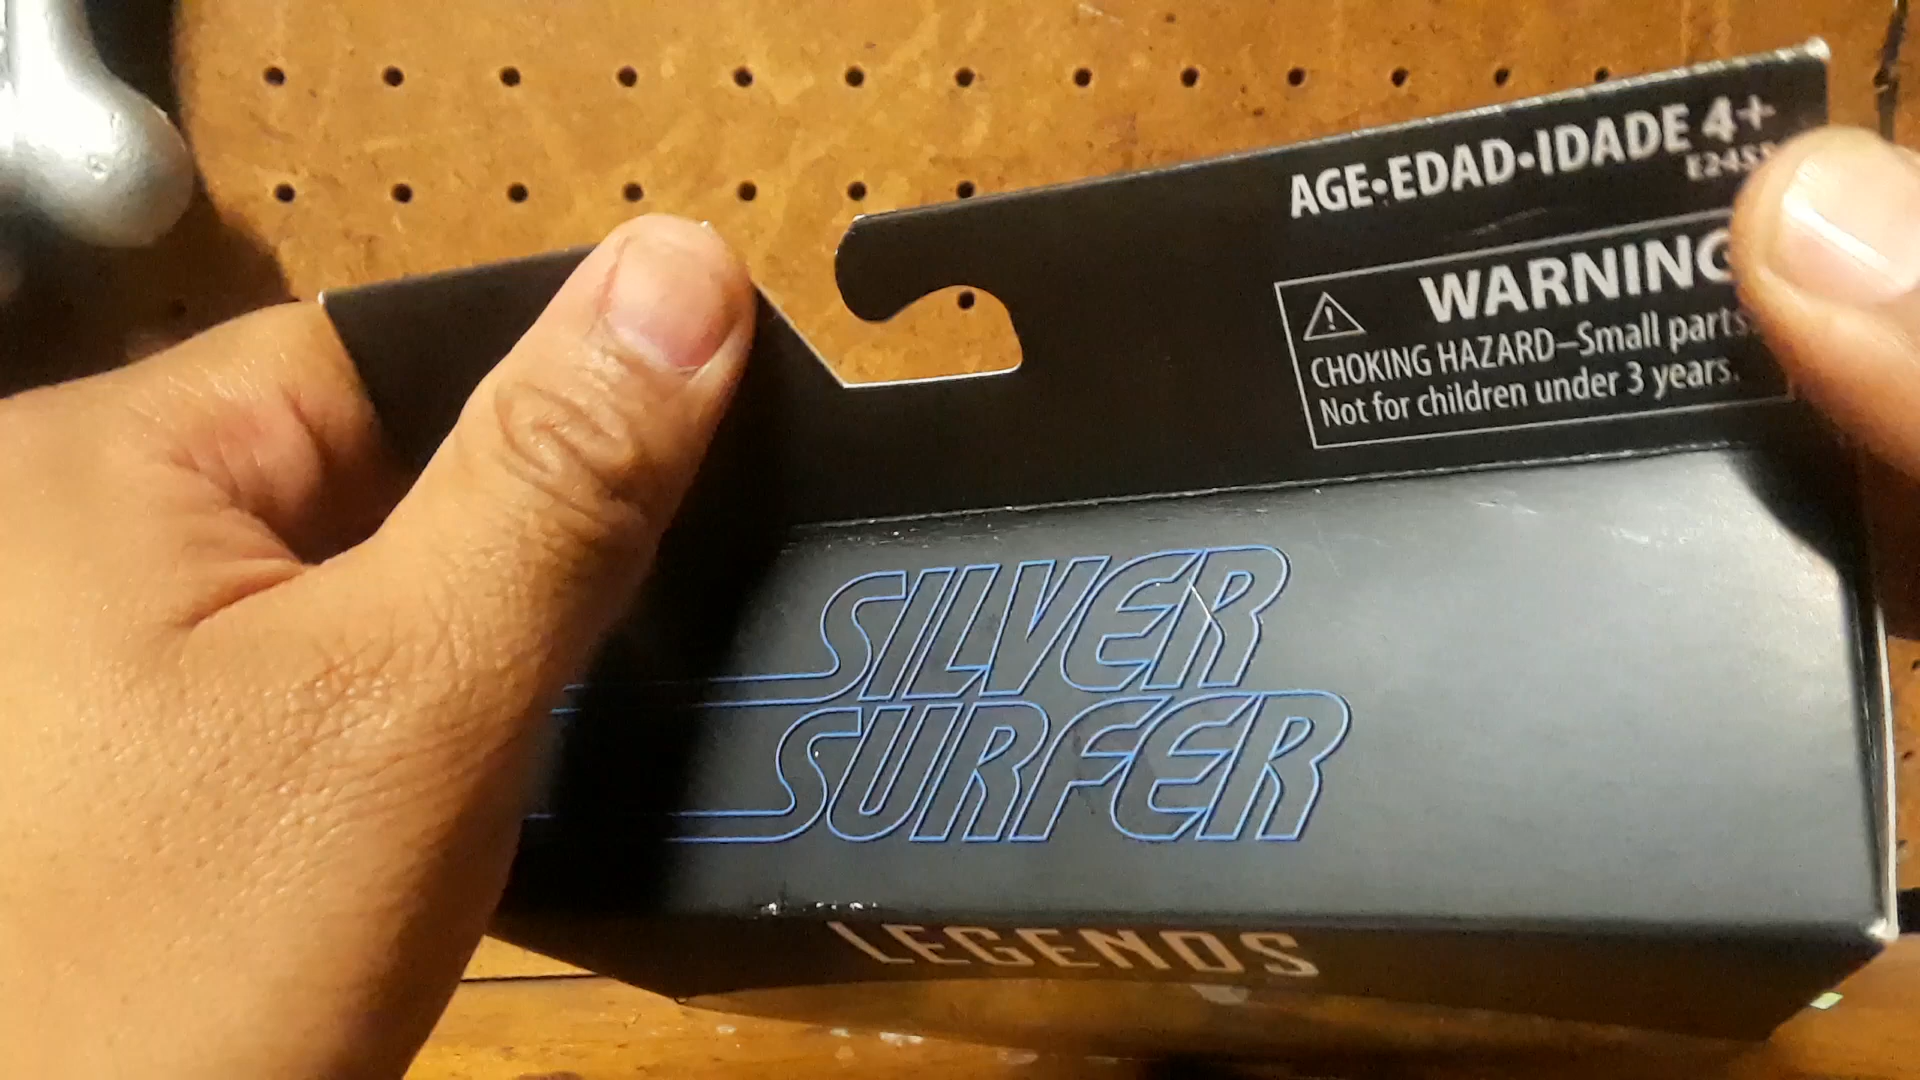 AGE•EDAD•IDADE 4+
WARNING
CHOKING HAZARD–Small parts.
Not for children under 3 years.
SILVER
SURFER
LEGENDS